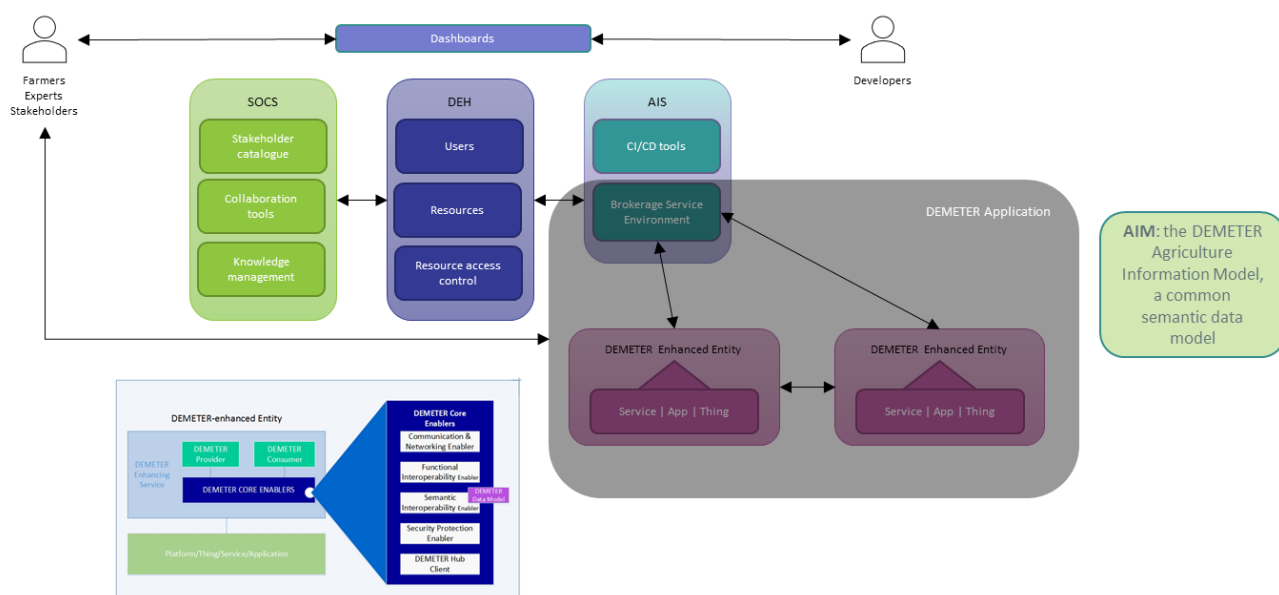 Dashboards
Farmers
Experts
Stakeholders
Developers
SOCS
Stakeholder
catalogue
Collaboration
tools
Knowledge
management
DEH
Users
Resources
Resource access
control
AIS
CI/CD tools
Brokerage Service
Environment
DEMETER Application
DEMETER Enhanced Entity
Service | App | Thing
DEMETER Enhanced Entity
Service | App | Thing
AIM: the DEMETER
Agriculture
Information Model,
a common
semantic data
model
DEMETER-enhanced Entity
DEMETER
Enhancing
Service
DEMETER
Provider
DEMETER
Consumer
DEMETER CORE ENABLERS
Platform/Thing/Service/Application
DEMETER Core
Enablers
Communication &
Networking Enabler
Functional
Interoperability Enabler
Semantic
Interoperability Enabler
DEMETER
Data Model
Security Protection
Enabler
DEMETER Hub
Client